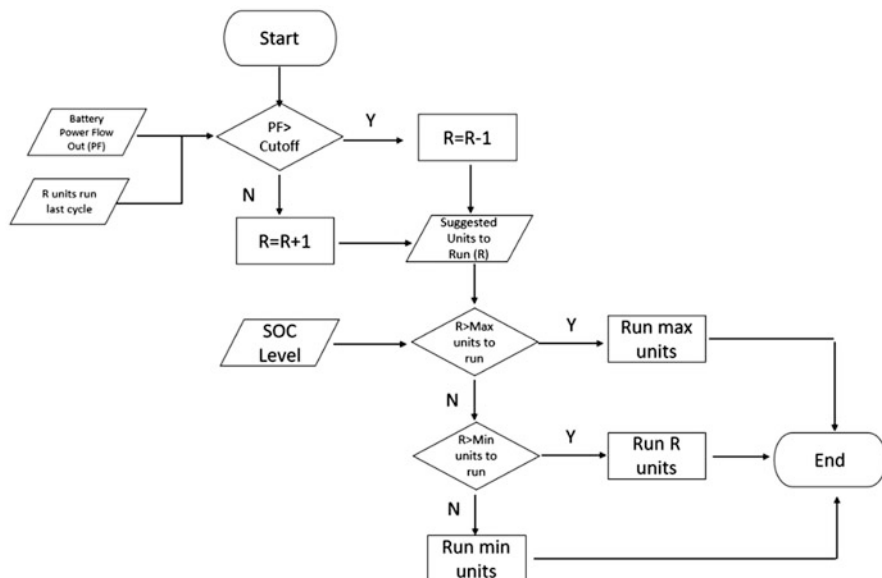 Start
Battery
Power Flow
Out (PF)
PF>
Cutoff
Y
R=R-1
R units run
last cycle
N
R=R+1
Suggested
Units to
Run (R)
SOC
Level
R>Max
units to
run
Y
Run max
units
N
R>Min
units to
run
Y
Run R
units
End
N
Run min
units